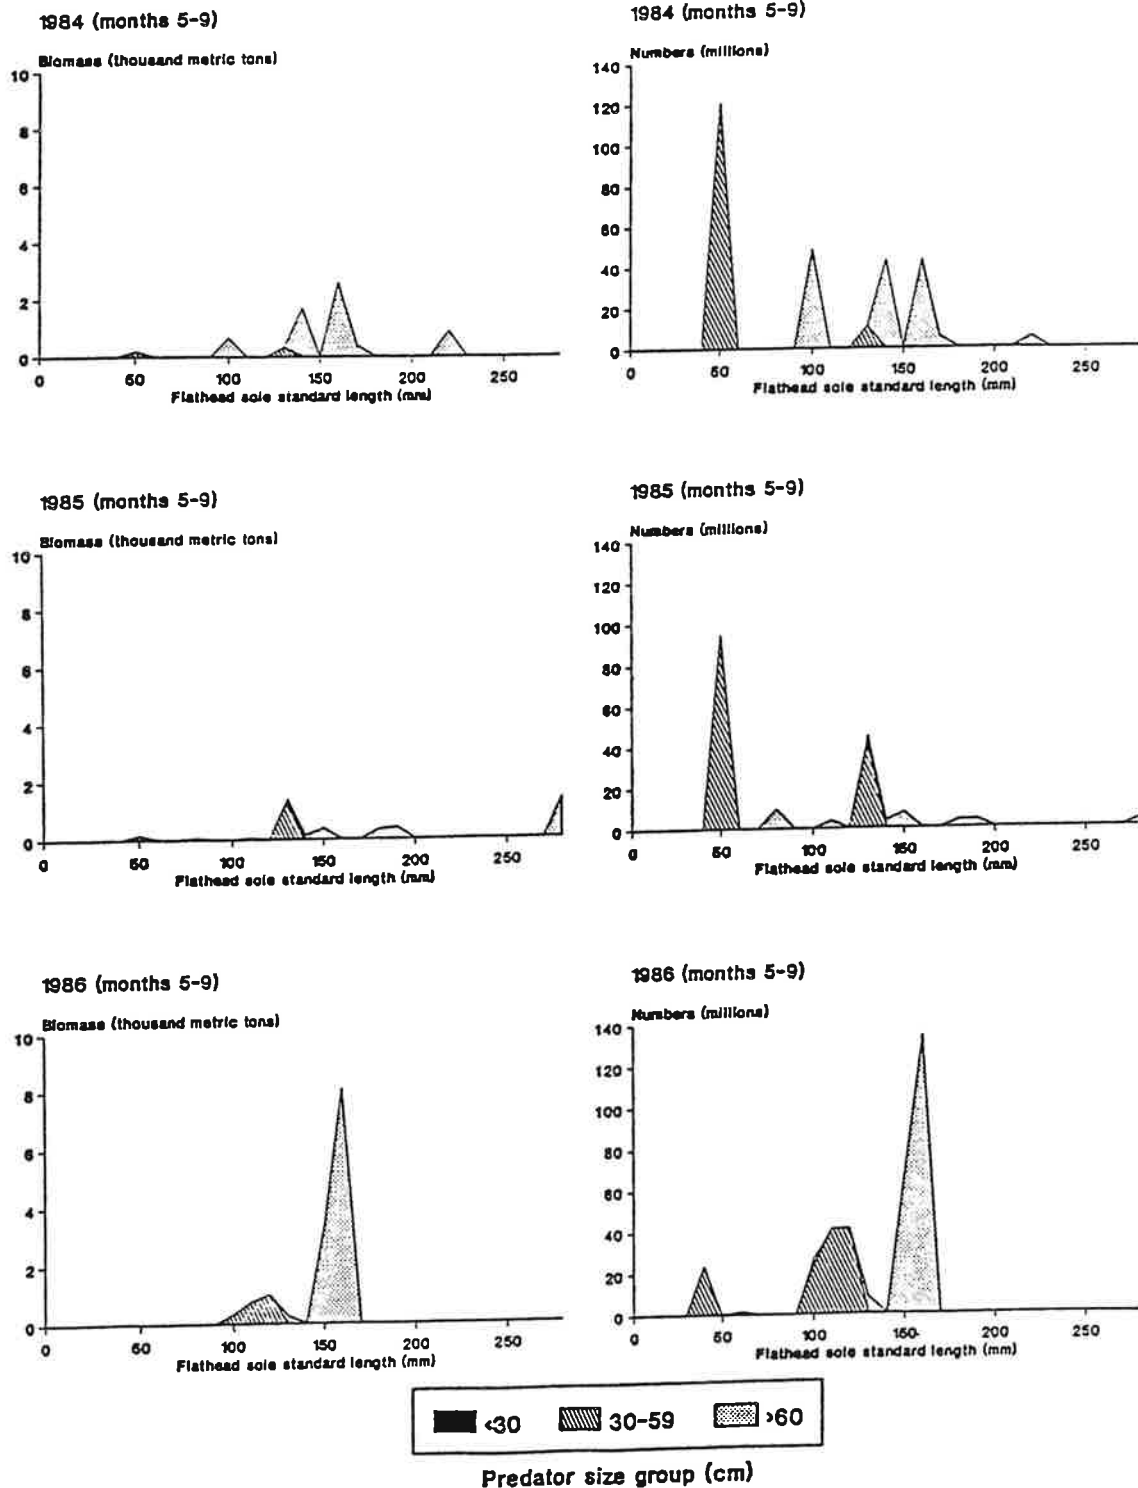 1984 (months 5-9)
Biomass (thousand metric tons)
10
8
6
4
2
0
0 50 100 150 200 250
Flathead sole standard length (mm)
1984 (months 5-9)
Numbers (millions)
140
120
100
80
60
40
20
0
0 50 100 150 200 250
Flathead sole standard length (mm)
1985 (months 5-9)
Biomass (thousand metric tons)
10
8
6
4
2
0
0 50 100 150 200 250
Flathead sole standard length (mm)
1985 (months 5-9)
Numbers (millions)
140
120
100
80
60
40
20
0
0 50 100 150 200 250
Flathead sole standard length (mm)
1986 (months 5-9)
Biomass (thousand metric tons)
10
8
6
4
2
0
0 50 100 150 200 250
Flathead sole standard length (mm)
1986 (months 5-9)
Numbers (millions)
140
120
100
80
60
40
20
0
0 50 100 150 200 250
Flathead sole standard length (mm)
<30 30-59 >60
Predator size group (cm)